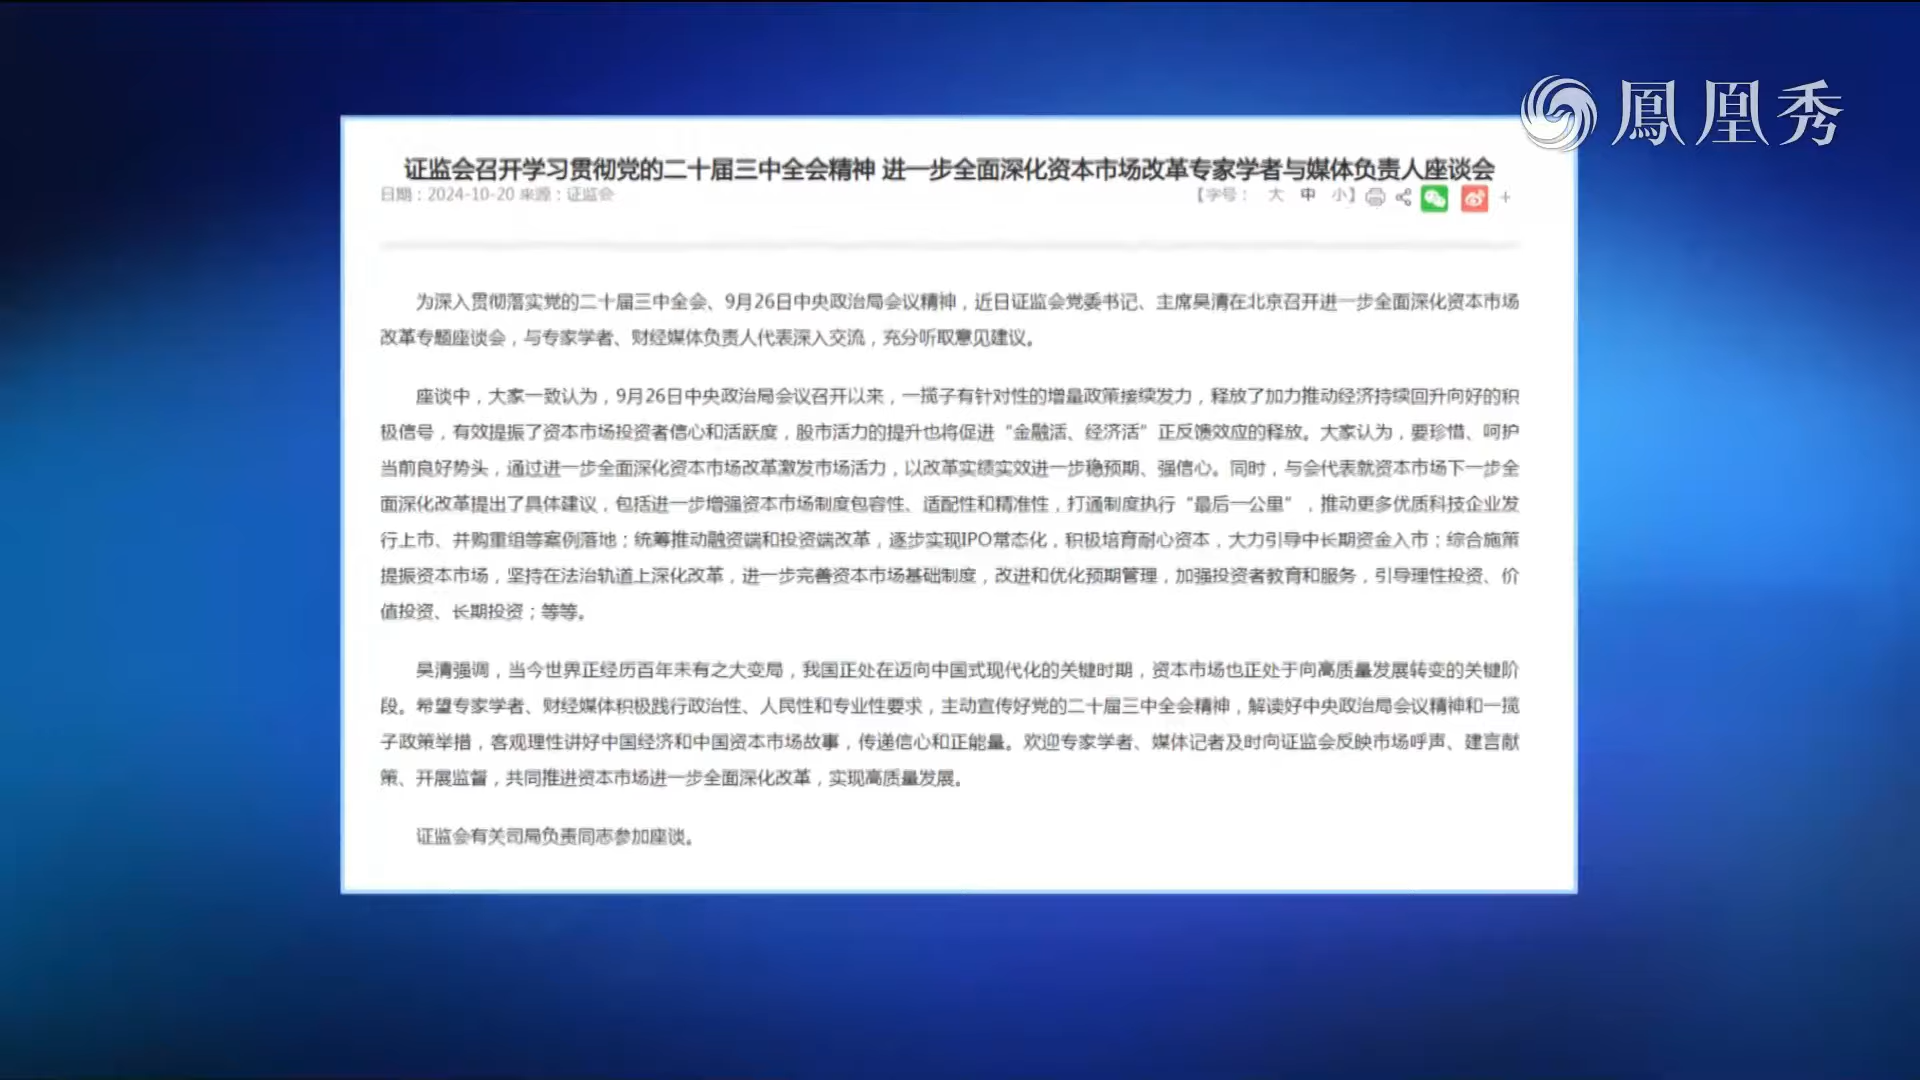 鳳凰秀
证监会召开学习贯彻党的二十届三中全会精神 进一步全面深化资本市场改革专家学者与媒体负责人座谈会
日期：2024-10-20 来源：证监会 【字号： 大 中 小】 +
为深入贯彻落实党的二十届三中全会、9月26日中央政治局会议精神，近日证监会党委书记、主席吴清在北京召开进一步全面深化资本市场
改革专题座谈会，与专家学者、财经媒体负责人代表深入交流，充分听取意见建议。
座谈中，大家一致认为，9月26日中央政治局会议召开以来，一揽子有针对性的增量政策接续发力，释放了加力推动经济持续回升向好的积
极信号，有效提振了资本市场投资者信心和活跃度，股市活力的提升也将促进“金融活、经济活”正反馈效应的释放。大家认为，要珍惜、呵护
当前良好势头，通过进一步全面深化资本市场改革激发市场活力，以改革实绩实效进一步稳预期、强信心。同时，与会代表就资本市场下一步全
面深化改革提出了具体建议，包括进一步增强资本市场制度包容性、适配性和精准性，打通制度执行“最后一公里”，推动更多优质科技企业发
行上市、并购重组等案例落地；统筹推动融资端和投资端改革，逐步实现IPO常态化，积极培育耐心资本，大力引导中长期资金入市；综合施策
提振资本市场，坚持在法治轨道上深化改革，进一步完善资本市场基础制度，改进和优化预期管理，加强投资者教育和服务，引导理性投资、价
值投资、长期投资；等等。
吴清强调，当今世界正经历百年未有之大变局，我国正处在迈向中国式现代化的关键时期，资本市场也正处于向高质量发展转变的关键阶
段。希望专家学者、财经媒体积极践行政治性、人民性和专业性要求，主动宣传好党的二十届三中全会精神，解读好中央政治局会议精神和一揽
子政策举措，客观理性讲好中国经济和中国资本市场故事，传递信心和正能量。欢迎专家学者、媒体记者及时向证监会反映市场呼声、建言献
策、开展监督，共同推进资本市场进一步全面深化改革，实现高质量发展。
证监会有关司局负责同志参加座谈。